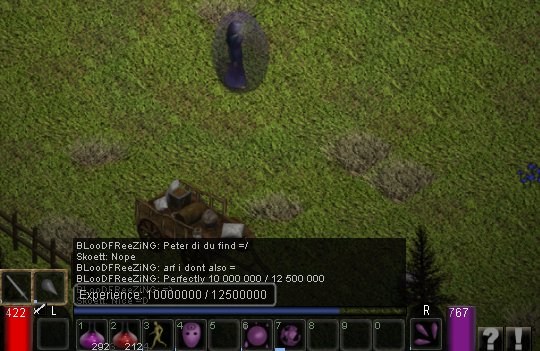 BLooDFReeZiNG: Peter di du find =/
Skoett: Nope
BLooDFReeZiNG: arf i dont also =
BLooDFReeZiNG: Perfectly 10 000 000 / 12 500 000
BLooDFReeZiNG:
Experience: 10000000 / 12500000
422 L R 767
1 2 3 4 5 6 7 8 9 0
292 212
? !